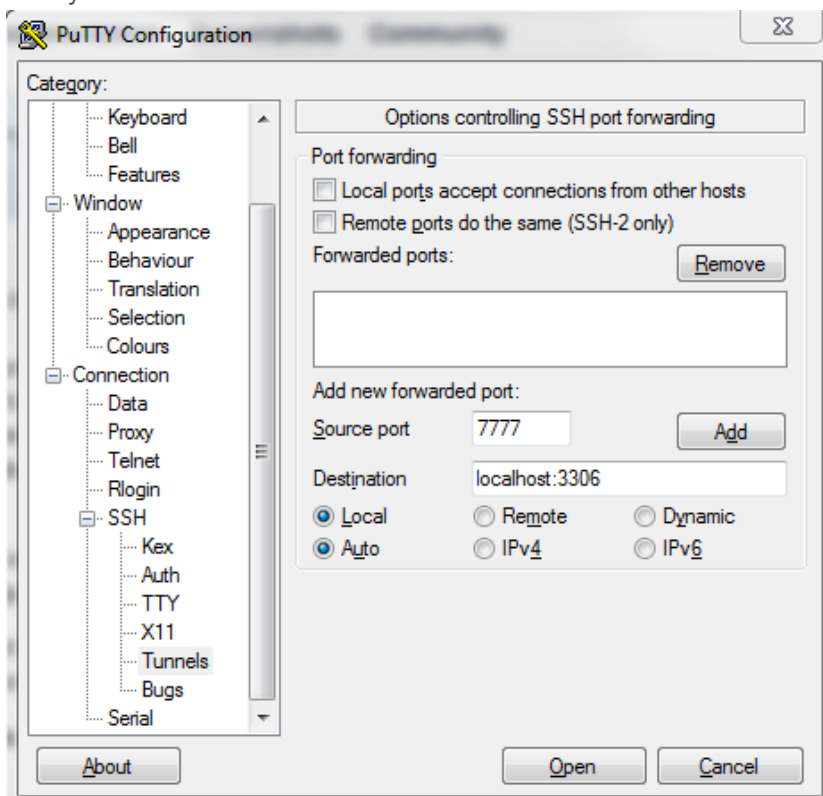 PuTTY Configuration
Community
Category:
Keyboard
Bell
Features
Window
Appearance
Behaviour
Translation
Selection
Colours
Connection
Data
Proxy
Telnet
Rlogin
SSH
Kex
Auth
TTY
X11
Tunnels
Bugs
Serial
Options controlling SSH port forwarding
Port forwarding
Local ports accept connections from other hosts
Remote ports do the same (SSH-2 only)
Forwarded ports:
Remove
Add new forwarded port:
Source port 7777 Add
Destination localhost:3306
Local Remote Dynamic
Auto IPv4 IPv6
About Open Cancel